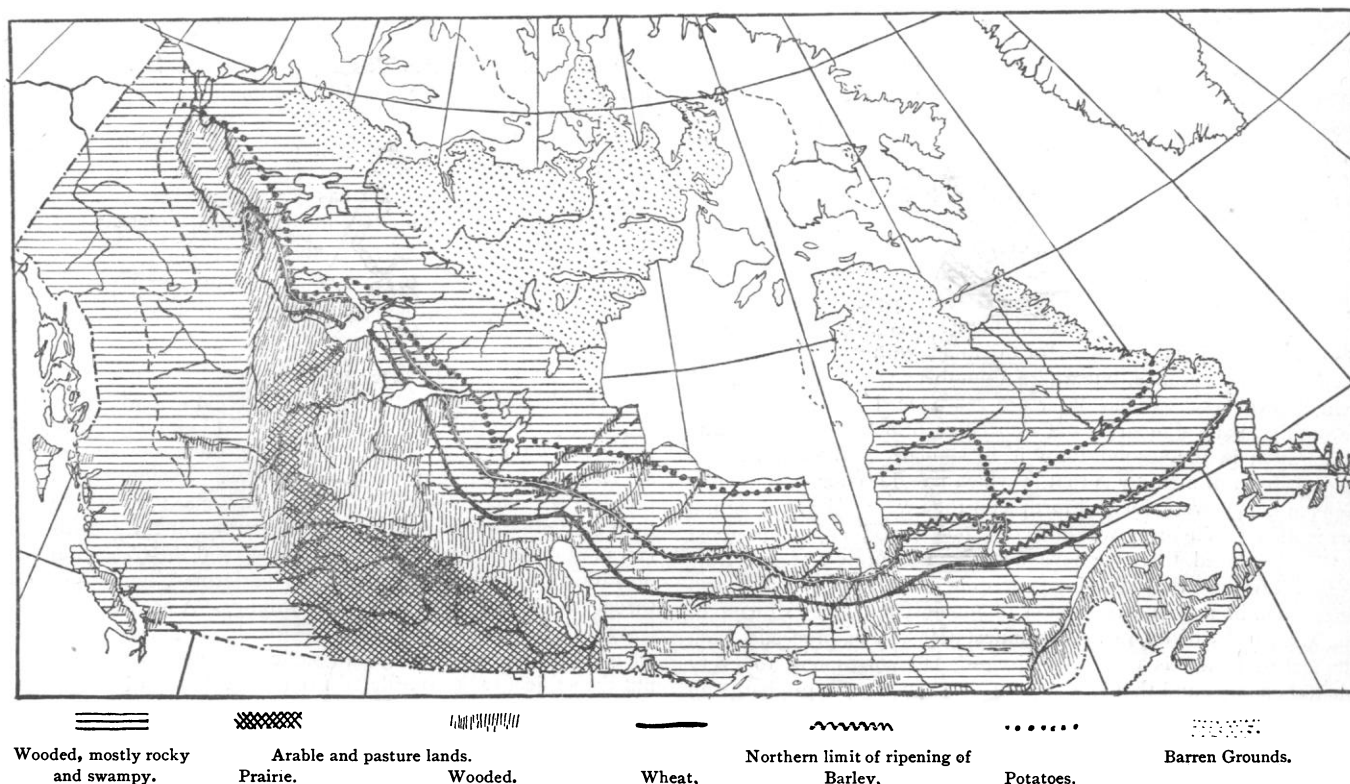 Wooded, mostly rocky
and swampy.
Arable and pasture lands.
Prairie. Wooded.
Northern limit of ripening of
Wheat, Barley, Potatoes.
Barren Grounds.